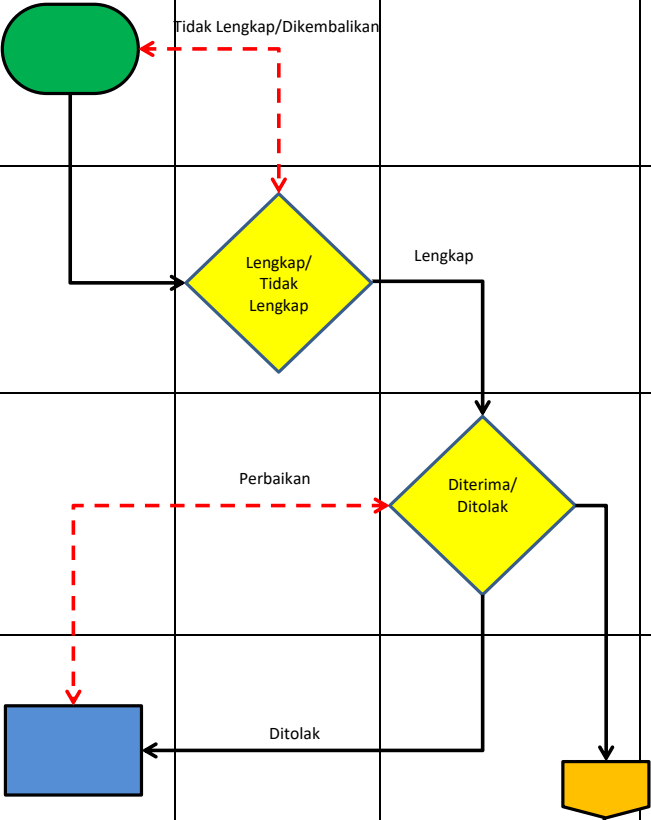 Tidak Lengkap/Dikembalikan
Lengkap/
Tidak
Lengkap
Lengkap
Perbaikan
Diterima/
Ditolak
Ditolak